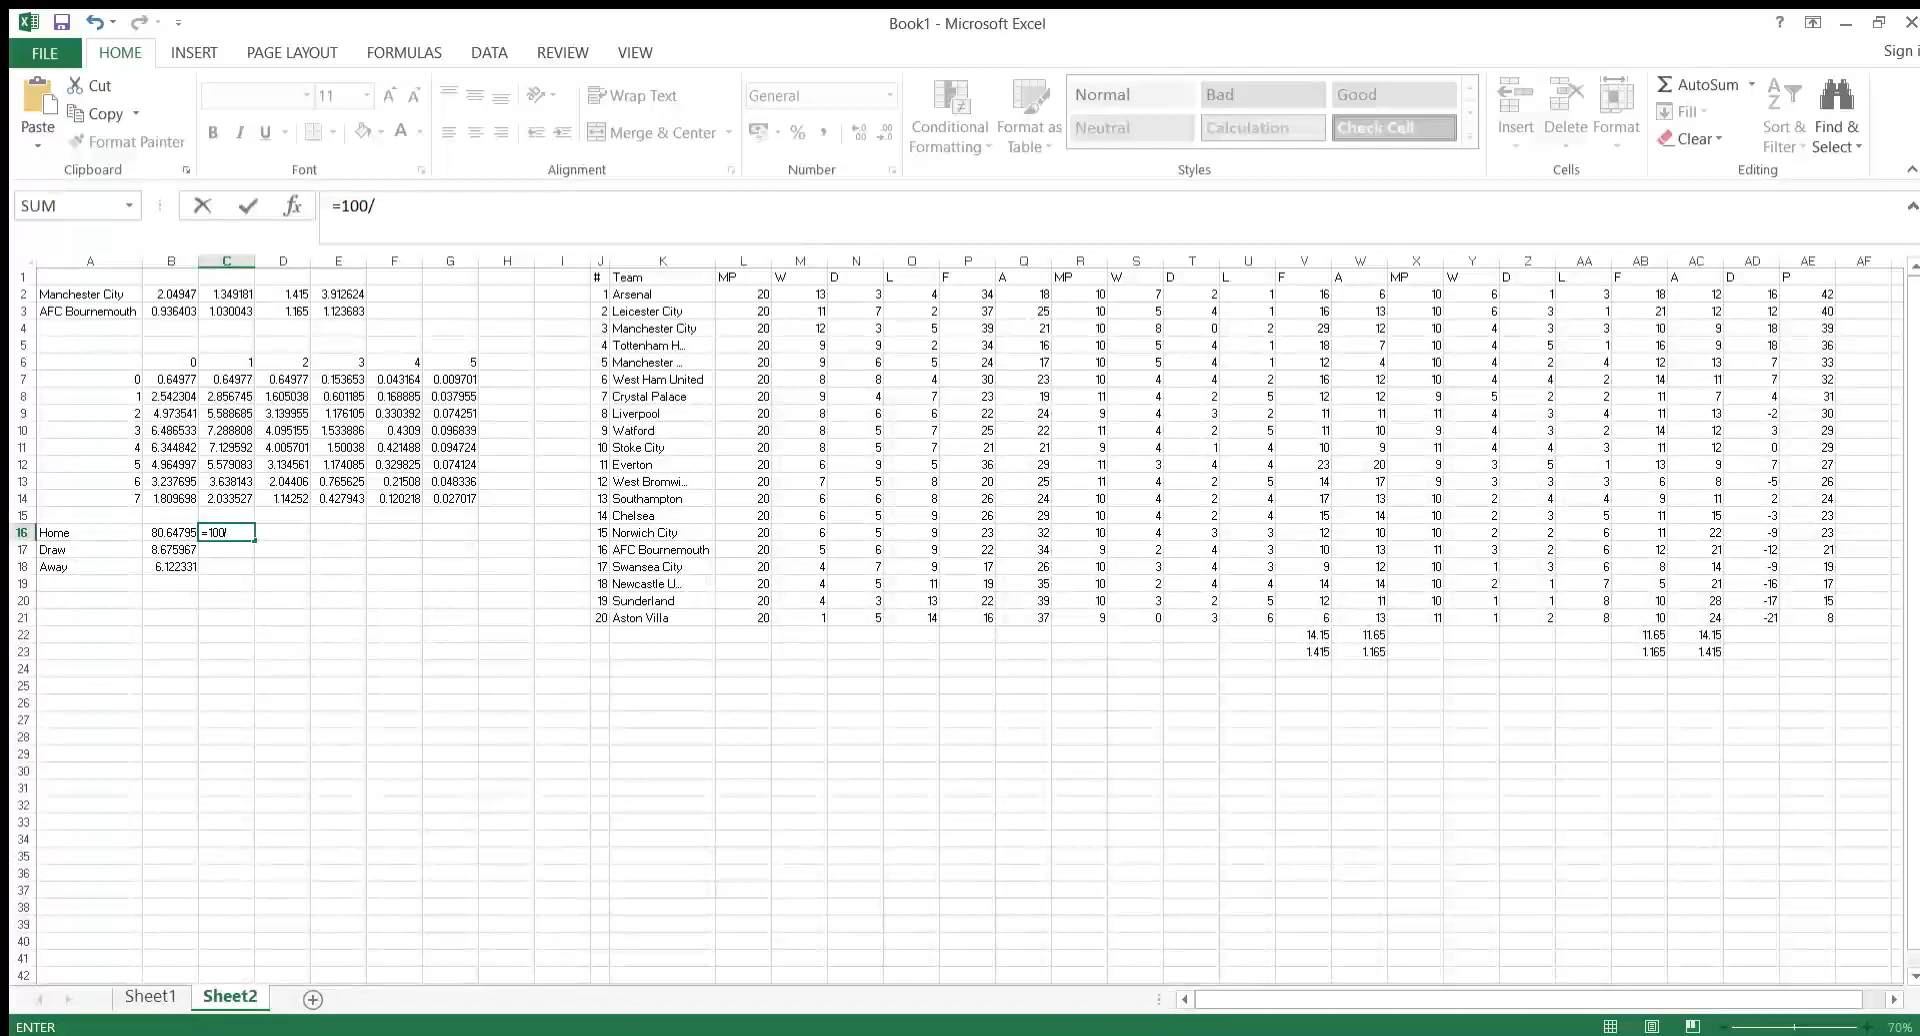 Book1 - Microsoft Excel
?
Sign i
FILE HOME INSERT PAGE LAYOUT FORMULAS DATA REVIEW VIEW
Paste Cut Copy Format Painter Clipboard
11 B I U A Font
Wrap Text Merge & Center Alignment
General % Number
Conditional Formatting Format as Table Normal Bad Good Neutral Calculation Check Cell Styles
Insert Delete Format Cells
AutoSum Fill Clear Sort & Filter Find & Select Editing
SUM fx =100/
A B C D E F G H I J K L M N O P Q R S T U V W X Y Z AA AB AC AD AE AF
1 # Team MP W D L F A MP W D L F A MP W D L F A D P
2 Manchester City 2.04947 1.349181 1.415 3.912624 1 Arsenal 20 13 3 4 34 18 10 7 2 1 16 6 10 6 1 3 18 12 16 42
3 AFC Bournemouth 0.936403 1.030043 1.165 1.123683 2 Leicester City 20 11 7 2 37 25 10 5 4 1 16 13 10 6 3 1 21 12 12 40
4 3 Manchester City 20 12 3 5 39 21 10 8 0 2 29 12 10 4 3 3 10 9 18 39
5 4 Tottenham H... 20 9 9 2 34 16 10 5 4 1 18 7 10 4 5 1 16 9 18 36
6 0 1 2 3 4 5 5 Manchester ... 20 9 6 5 24 17 10 5 4 1 12 4 10 4 2 4 12 13 7 33
7 0 0.64977 0.64977 0.64977 0.153653 0.043164 0.009701 6 West Ham United 20 8 8 4 30 23 10 4 4 2 16 12 10 4 4 2 14 11 7 32
8 1 2.542304 2.856745 1.605038 0.601185 0.168885 0.037955 7 Crystal Palace 20 9 4 7 23 19 11 4 2 5 12 12 9 5 2 2 11 7 4 31
9 2 4.973541 5.588685 3.139955 1.176105 0.330392 0.074251 8 Liverpool 20 8 6 6 22 24 9 4 3 2 11 11 11 4 3 4 11 13 -2 30
10 3 6.486533 7.288808 4.095155 1.533886 0.4309 0.096839 9 Watford 20 8 5 7 25 22 11 4 2 5 11 10 9 4 3 2 14 12 3 29
11 4 6.344842 7.129592 4.005701 1.50038 0.421488 0.094724 10 Stoke City 20 8 5 7 21 21 9 4 1 4 10 9 11 4 4 3 11 12 0 29
12 5 4.964997 5.579083 3.134561 1.174085 0.329825 0.074124 11 Everton 20 6 9 5 36 29 11 3 4 4 23 20 9 3 5 1 13 9 7 27
13 6 3.237695 3.638143 2.04406 0.765625 0.21508 0.048336 12 West Bromwi... 20 7 5 8 20 25 11 4 2 5 14 17 9 3 3 3 6 8 -5 26
14 7 1.809698 2.033527 1.14252 0.427943 0.120218 0.027017 13 Southampton 20 6 6 8 26 24 10 4 2 4 17 13 10 2 4 4 9 11 2 24
15 14 Chelsea 20 6 5 9 26 29 10 4 2 4 15 14 10 2 3 5 11 15 -3 23
16 Home 80.64795 =100/ 15 Norwich City 20 6 5 9 23 32 10 4 3 3 12 10 10 2 2 6 11 22 -9 23
17 Draw 8.675967 16 AFC Bournemouth 20 5 6 9 22 34 9 2 4 3 10 13 11 3 2 6 12 21 -12 21
18 Away 6.122331 17 Swansea City 20 4 7 9 17 26 10 3 4 3 9 12 10 1 3 6 8 14 -9 19
19 18 Newcastle U... 20 4 5 11 19 35 10 2 4 4 14 14 10 2 1 7 5 21 -16 17
20 19 Sunderland 20 4 3 13 22 39 10 3 2 5 12 11 10 1 1 8 10 28 -17 15
21 20 Aston Villa 20 1 5 14 16 37 9 0 3 6 6 13 11 1 2 8 10 24 -21 8
22 14.15 11.65 11.65 14.15
23 1.415 1.165 1.165 1.415
24
25
26
27
28
29
30
31
32
33
34
35
36
37
38
39
40
41
42
Sheet1 Sheet2
ENTER 70%